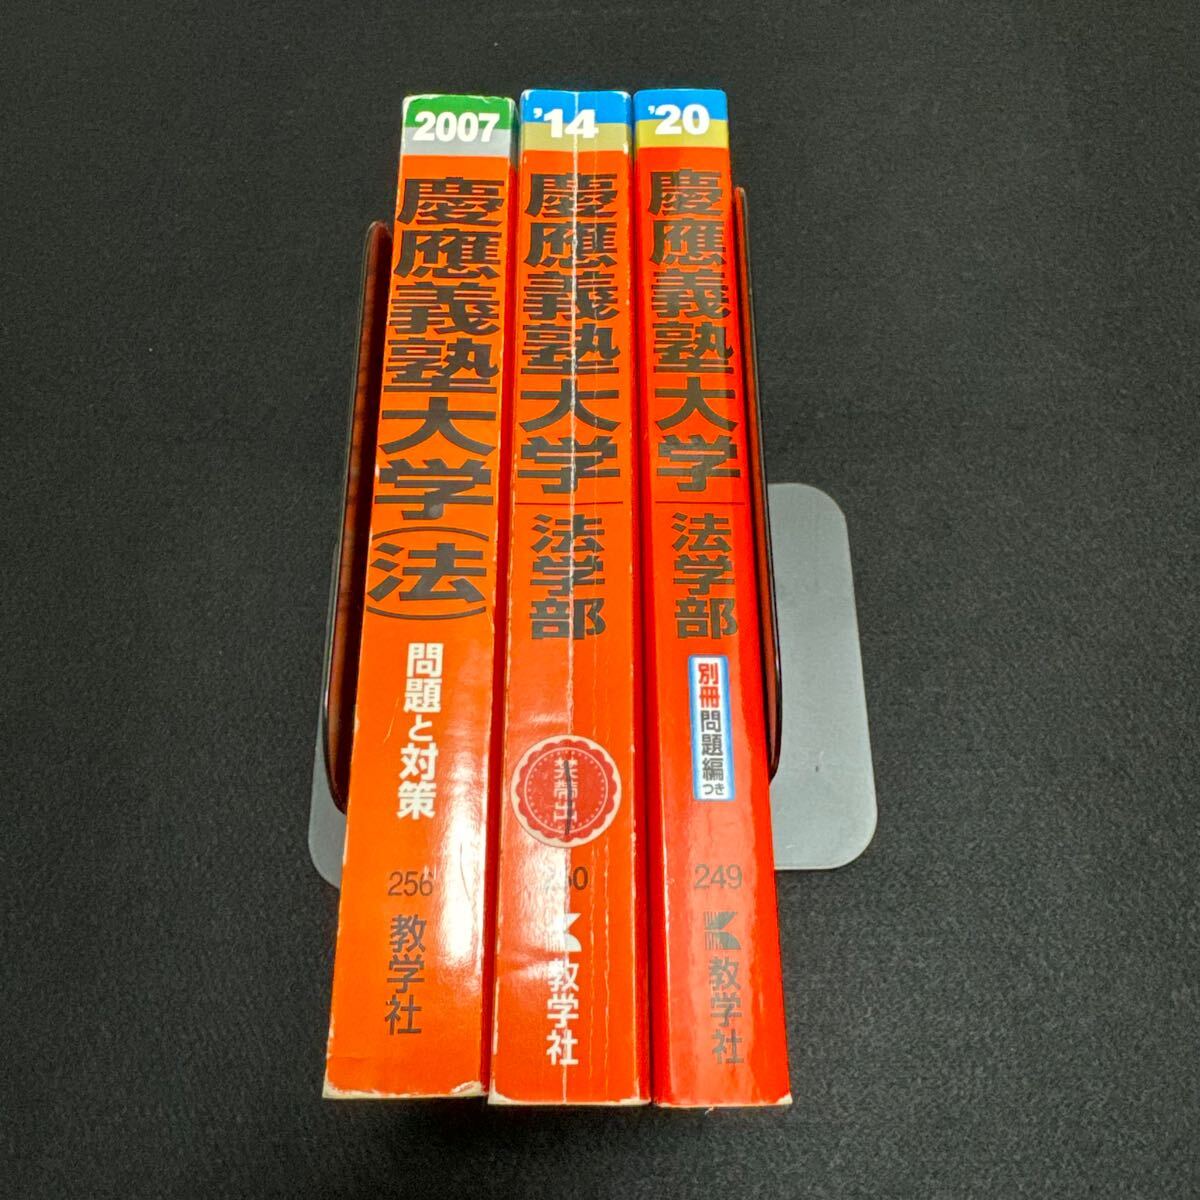 2007
慶應義塾大学(法)
問題と対策
256
教学社
'14
慶應義塾大学
法学部
教学社
'20
慶應義塾大学
法学部
別冊問題編つき
249
教学社